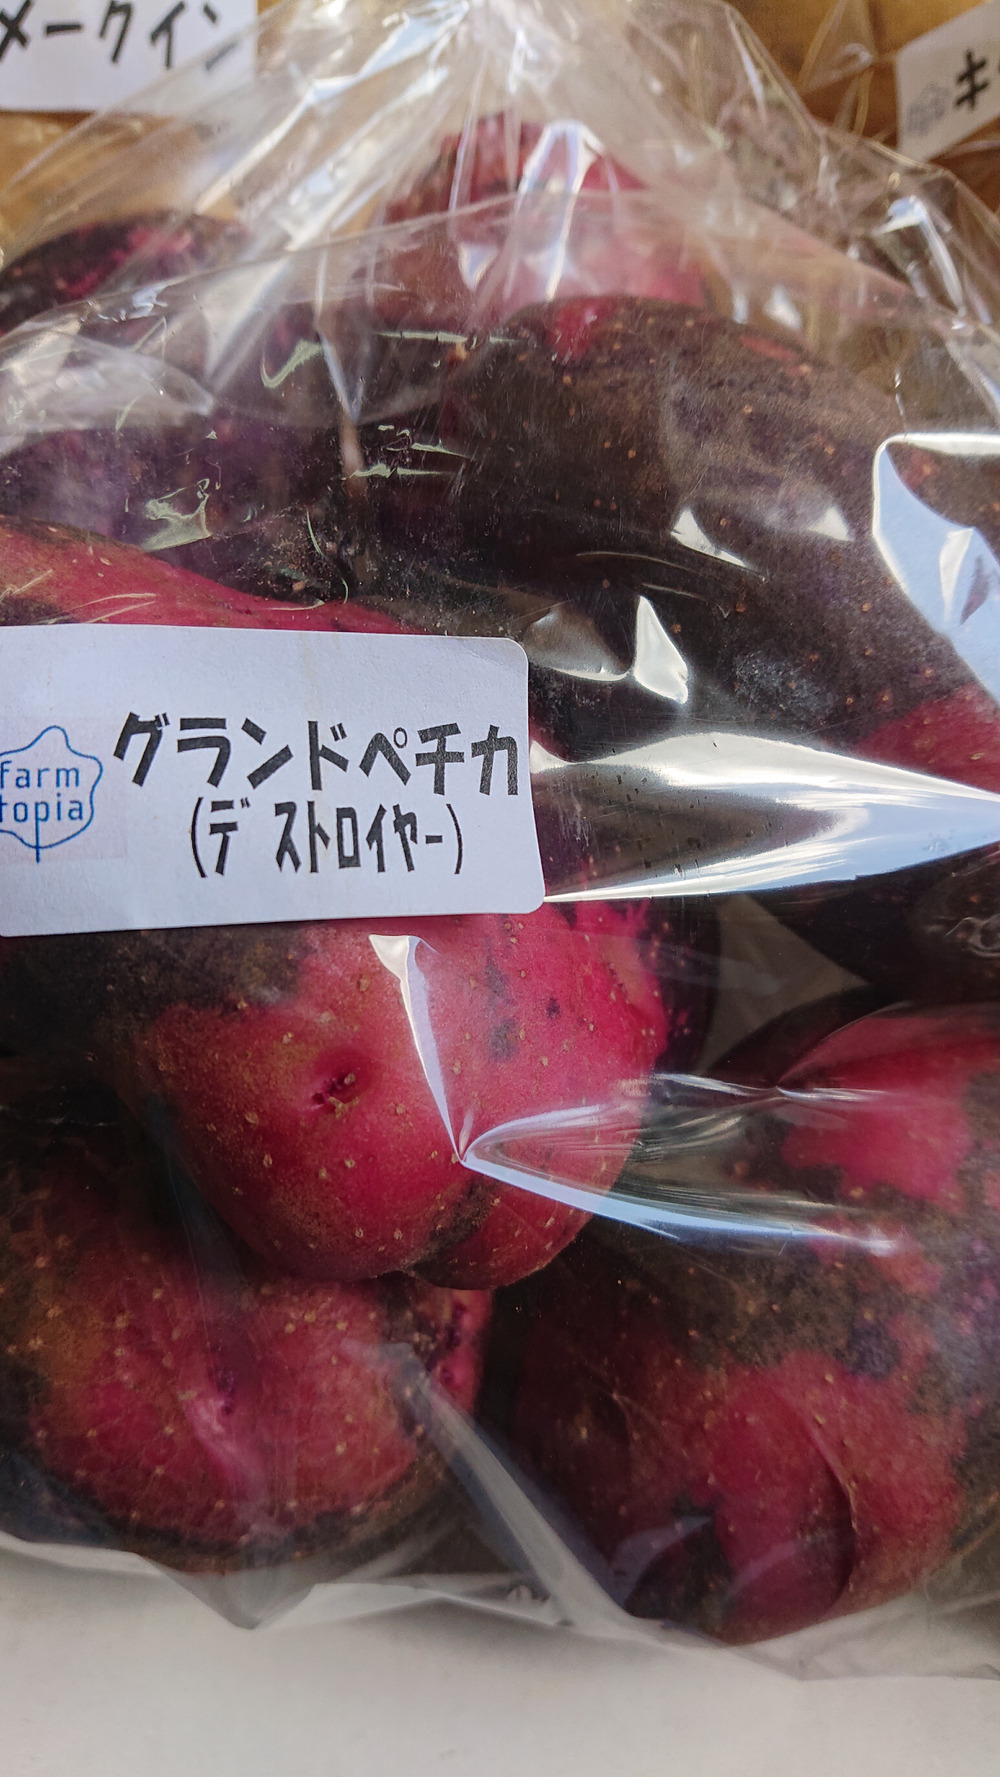 メークイン
キ
farm
topia
グランドペチカ
(デストロイヤー)